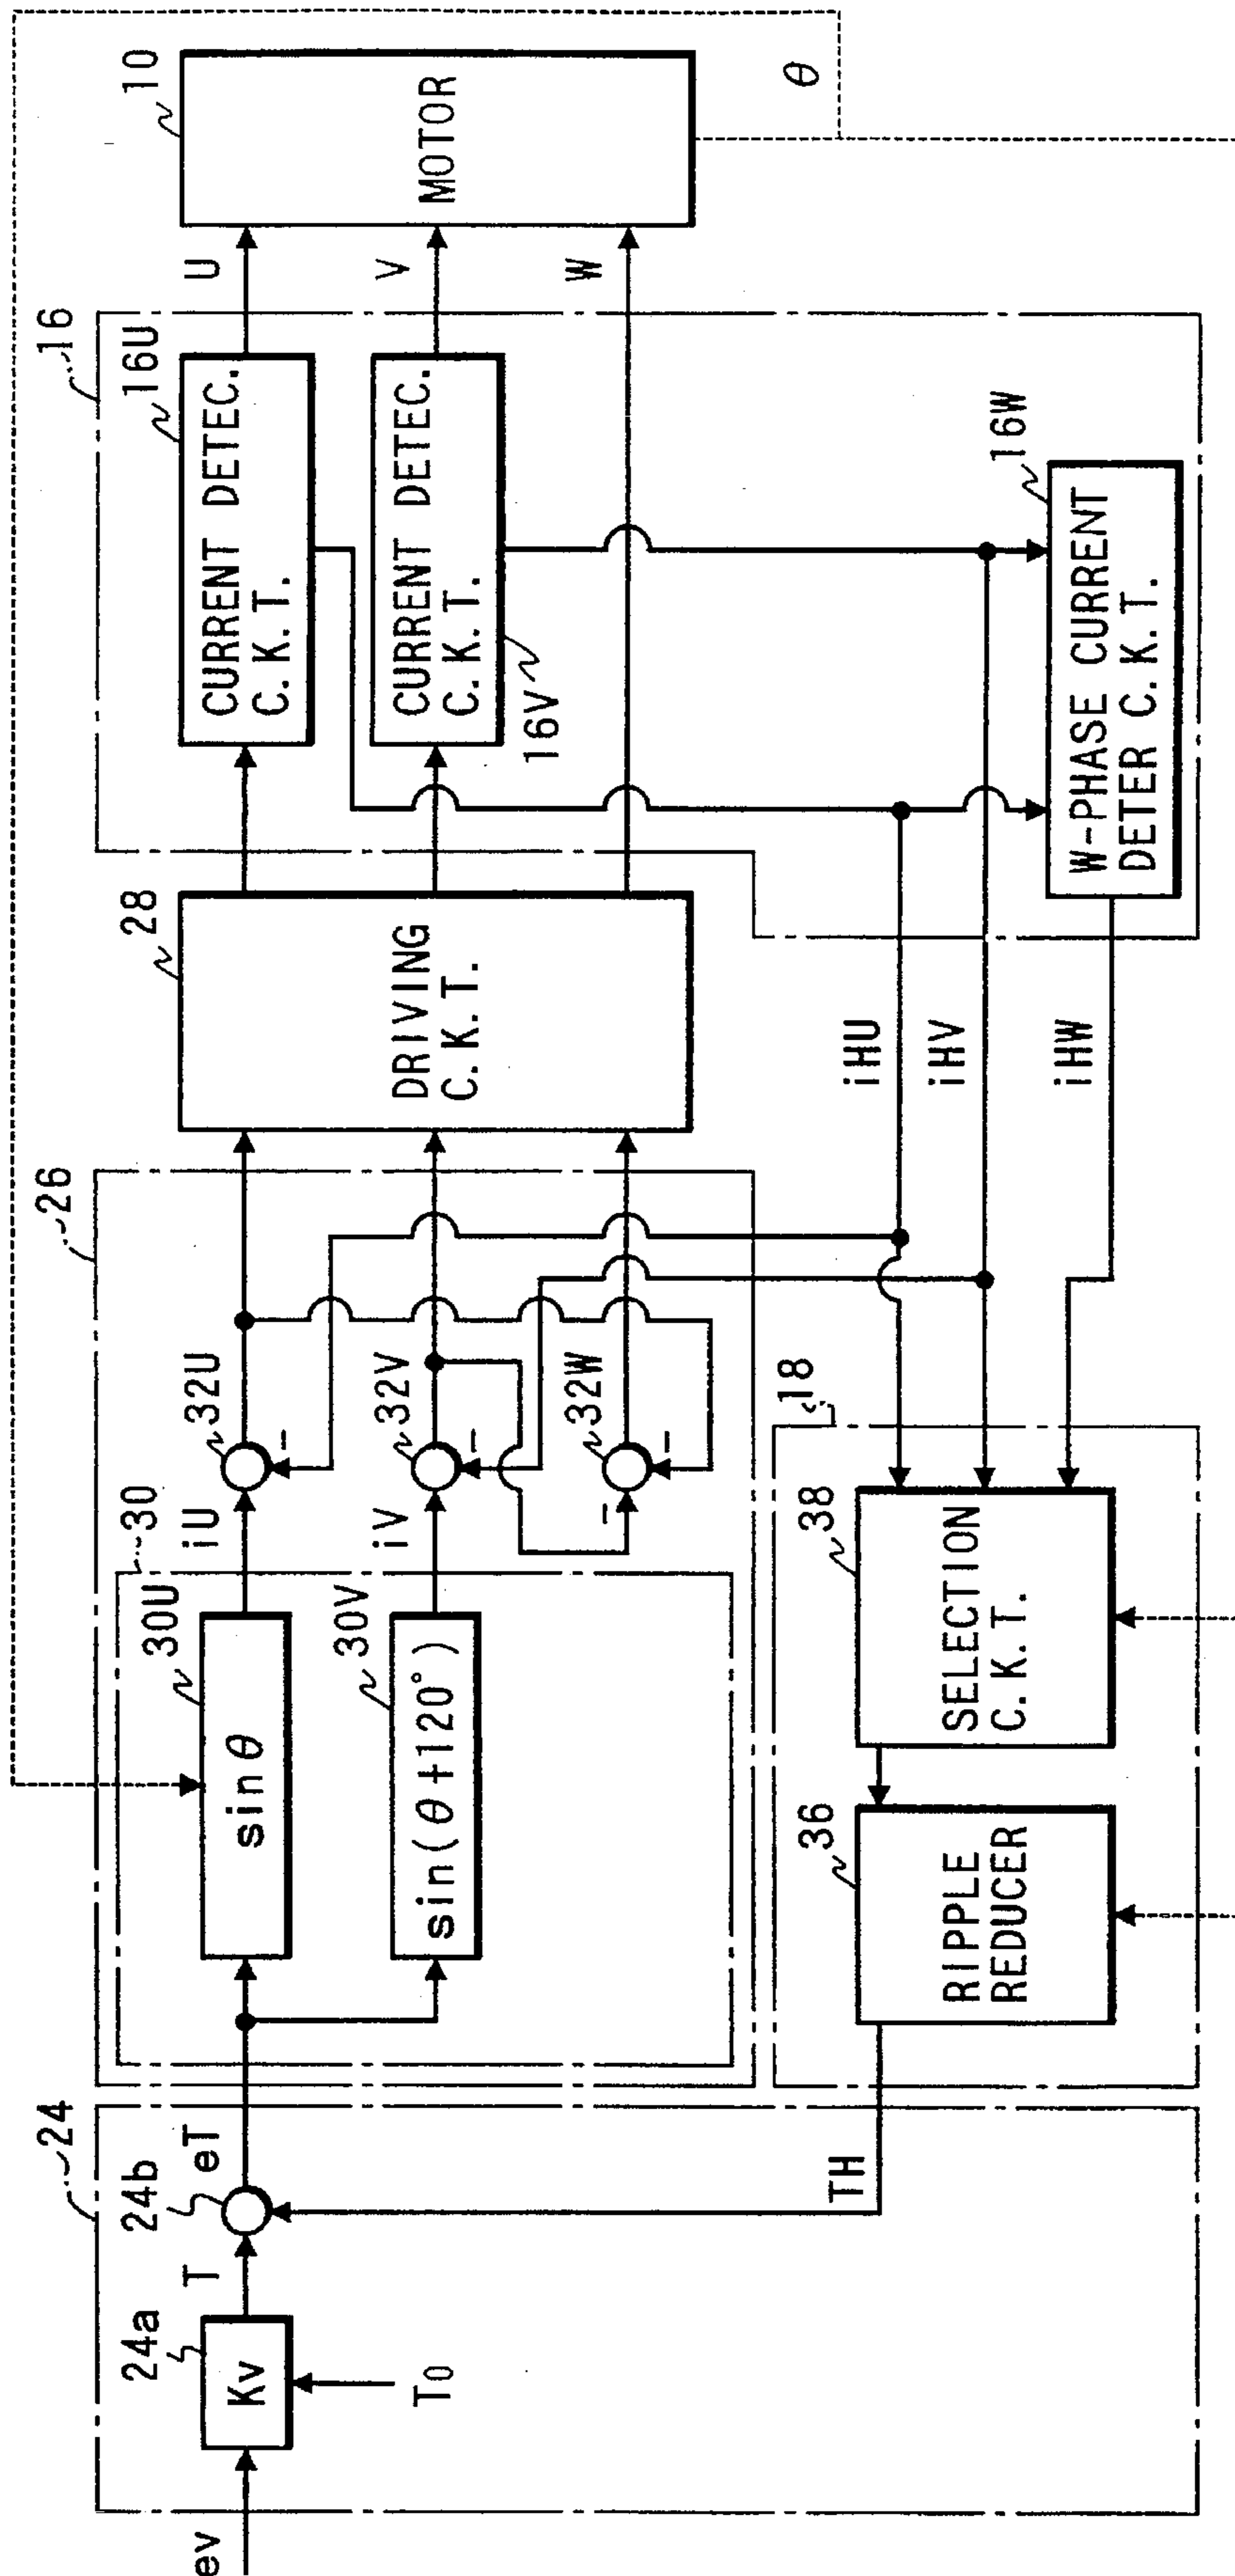 ev
24
24a
Kv
T0
T
24b
eT
TH
26
30
30U
sinθ
30V
sin(θ+120°)
iU
iV
32U
32V
32W
-
-
-
-
28
DRIVING
C.K.T.
16
16U
CURRENT DETEC.
C.K.T.
CURRENT DETEC.
C.K.T.
16V
16W
W-PHASE CURRENT
DETER C.K.T.
U
V
W
10
MOTOR
θ
iHU
iHV
iHW
18
38
SELECTION
C.K.T.
36
RIPPLE
REDUCER